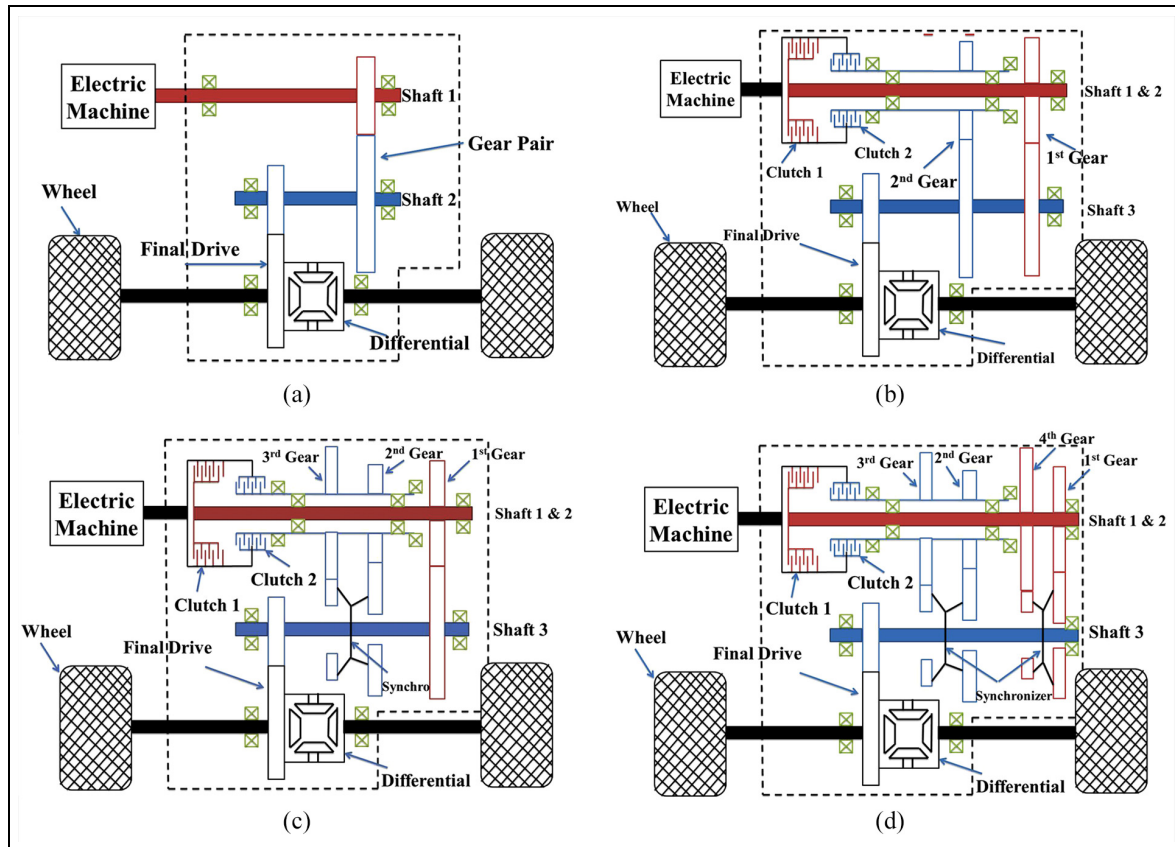 Electric
Machine
Shaft 1
Gear Pair
Wheel
Shaft 2
Final Drive
Differential
(a)
Electric
Machine
Shaft 1 & 2
Clutch 2
Clutch 1
1st Gear
2nd Gear
Wheel
Shaft 3
Final Drive
Differential
(b)
3rd Gear
2nd Gear
1st Gear
Electric
Machine
Shaft 1 & 2
Clutch 2
Clutch 1
Wheel
Shaft 3
Final Drive
Synchro
Differential
(c)
4th Gear
3rd Gear
2nd Gear
1st Gear
Electric
Machine
Shaft 1 & 2
Clutch 2
Clutch 1
Wheel
Shaft 3
Final Drive
Synchronizer
Differential
(d)